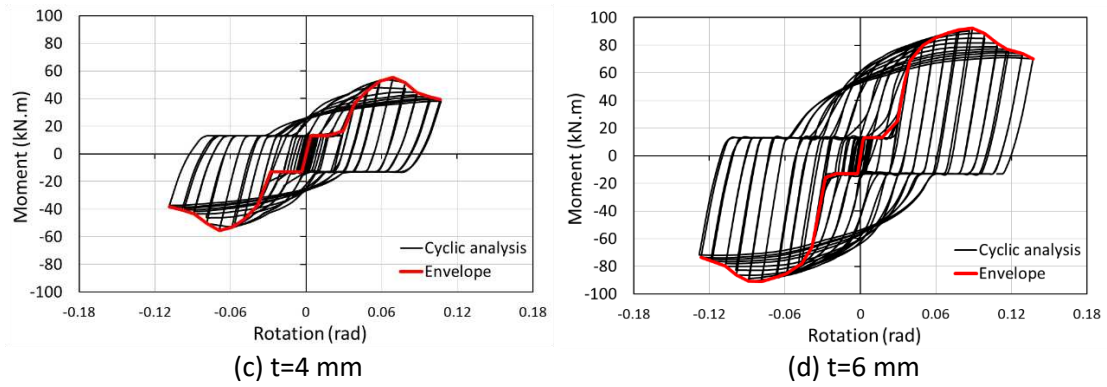 100
80
60
40
20
0
-20
-40
-60
-80
-100
Moment (kN.m)
-0.18 -0.12 -0.06 0 0.06 0.12 0.18
Rotation (rad)
Cyclic analysis
Envelope
(c) t=4 mm
100
80
60
40
20
0
-20
-40
-60
-80
-100
Moment (kN.m)
-0.18 -0.12 -0.06 0 0.06 0.12 0.18
Rotation (rad)
Cyclic analysis
Envelope
(d) t=6 mm